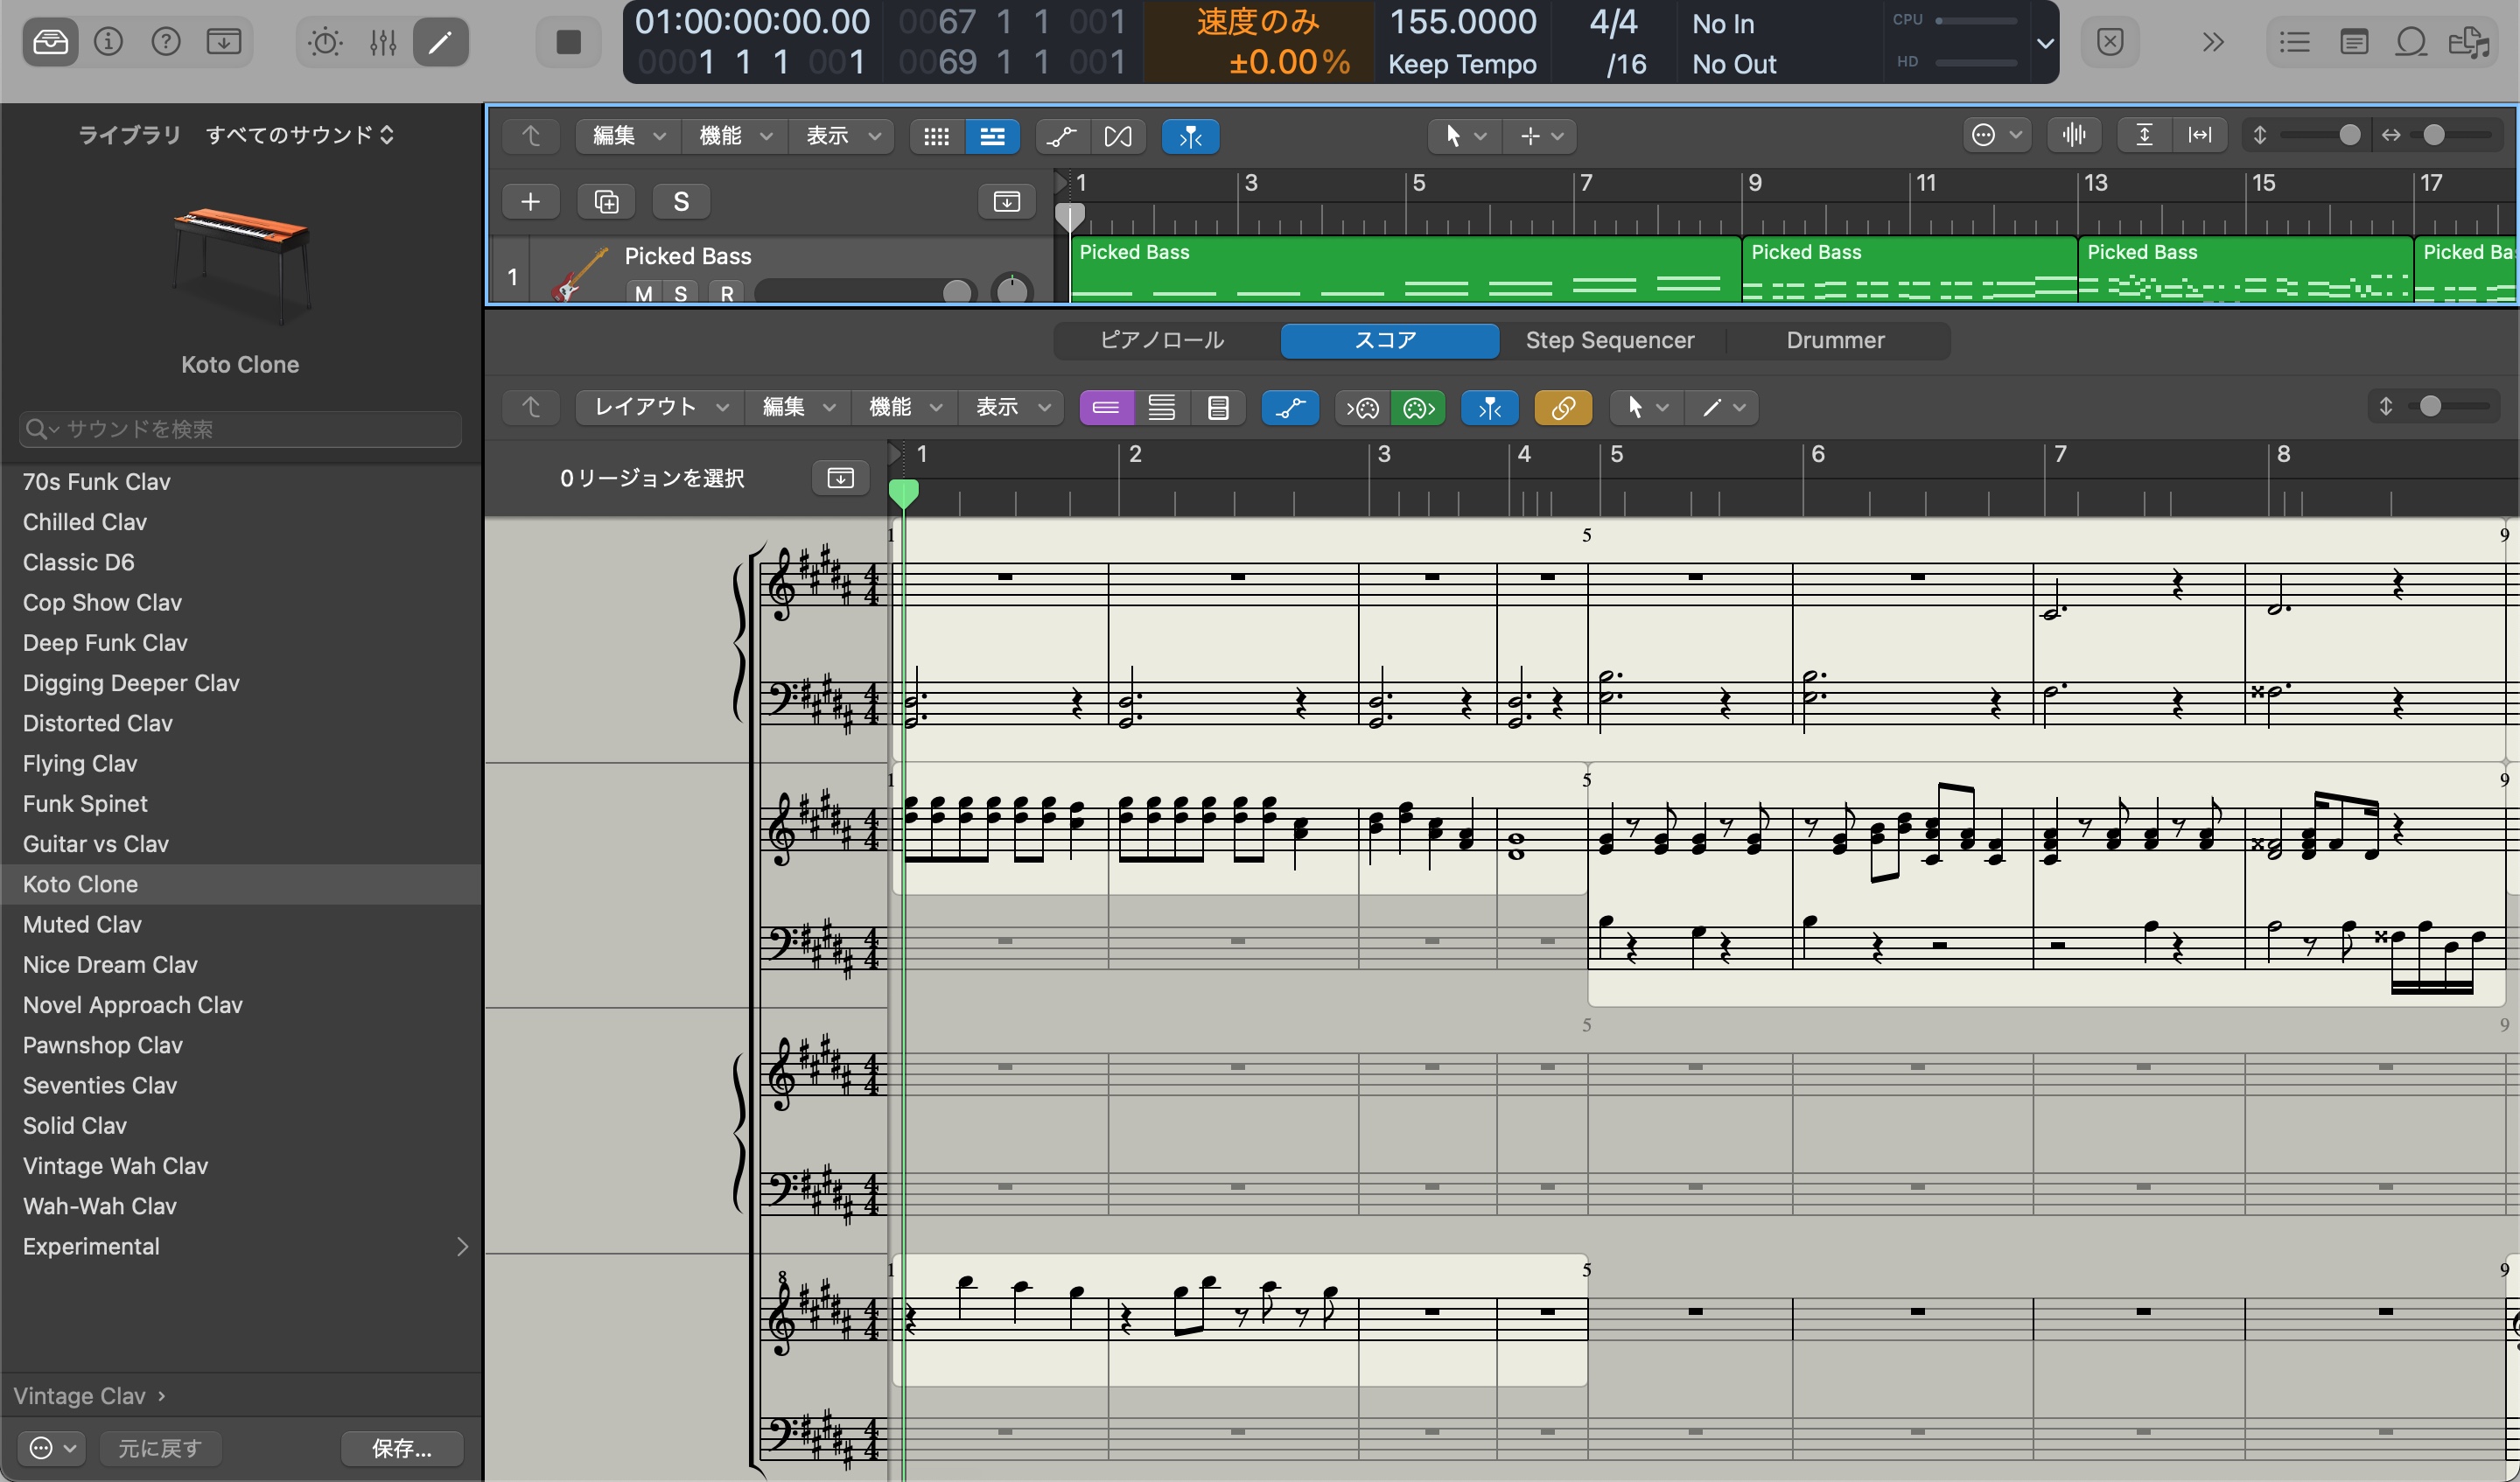 01:00:00:00.00
0001 1 1 001
0067 1 1 001
0069 1 1 001
速度のみ
±0.00%
155.0000
Keep Tempo
4/4
/16
No In
No Out
CPU
HD
ライブラリ すべてのサウンド
Koto Clone
サウンドを検索
70s Funk Clav
Chilled Clav
Classic D6
Cop Show Clav
Deep Funk Clav
Digging Deeper Clav
Distorted Clav
Flying Clav
Funk Spinet
Guitar vs Clav
Koto Clone
Muted Clav
Nice Dream Clav
Novel Approach Clav
Pawnshop Clav
Seventies Clav
Solid Clav
Vintage Wah Clav
Wah-Wah Clav
Experimental
Vintage Clav
元に戻す 保存...
編集 機能 表示
S
1 3 5 7 9 11 13 15 17
1
Picked Bass
M S R
Picked Bass Picked Bass Picked Bass Picked Ba
ピアノロール スコア Step Sequencer Drummer
レイアウト 編集 機能 表示
0リージョンを選択
1 2 3 4 5 6 7 8
1 5 9
1 5 9
5 9
8 1 5 9